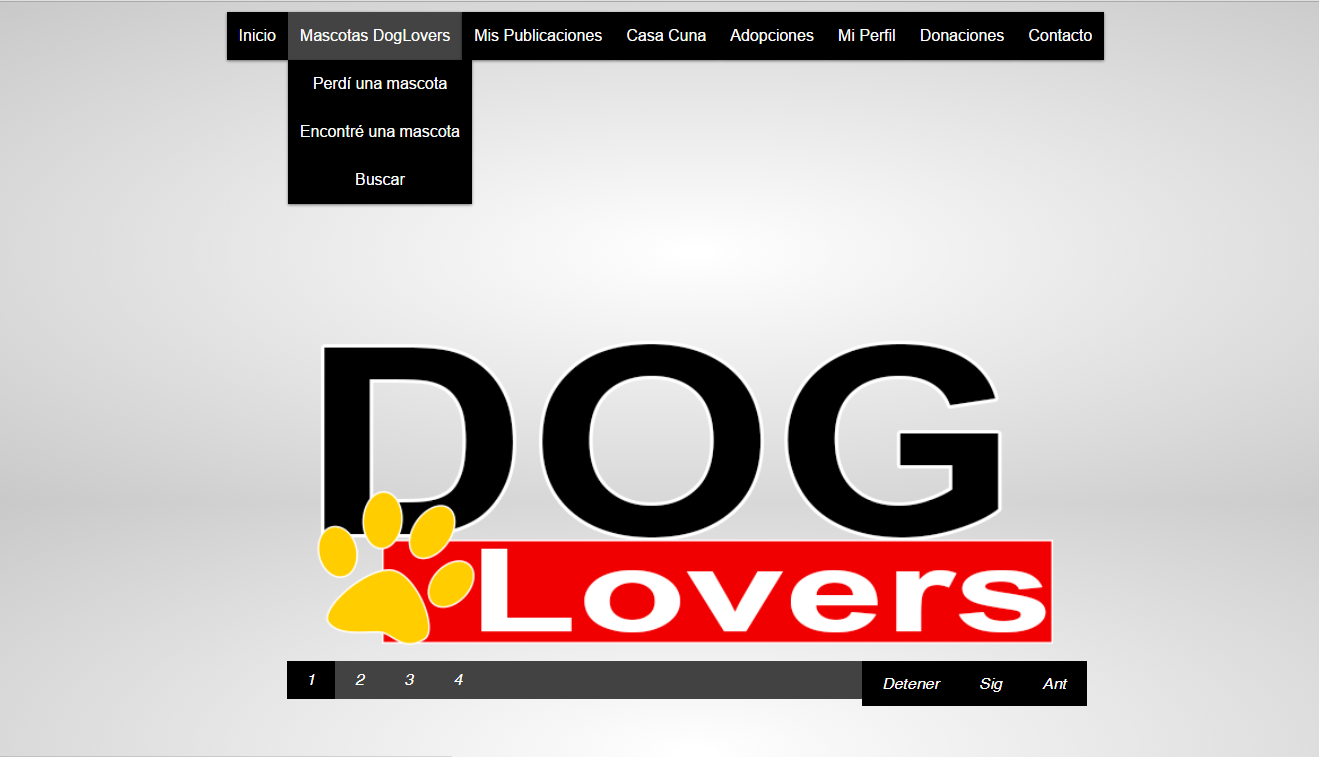 Inicio Mascotas DogLovers Mis Publicaciones Casa Cuna Adopciones Mi Perfil Donaciones Contacto
Perdí una mascota
Encontré una mascota
Buscar
DOG
Lovers
1 2 3 4 Detener Sig Ant